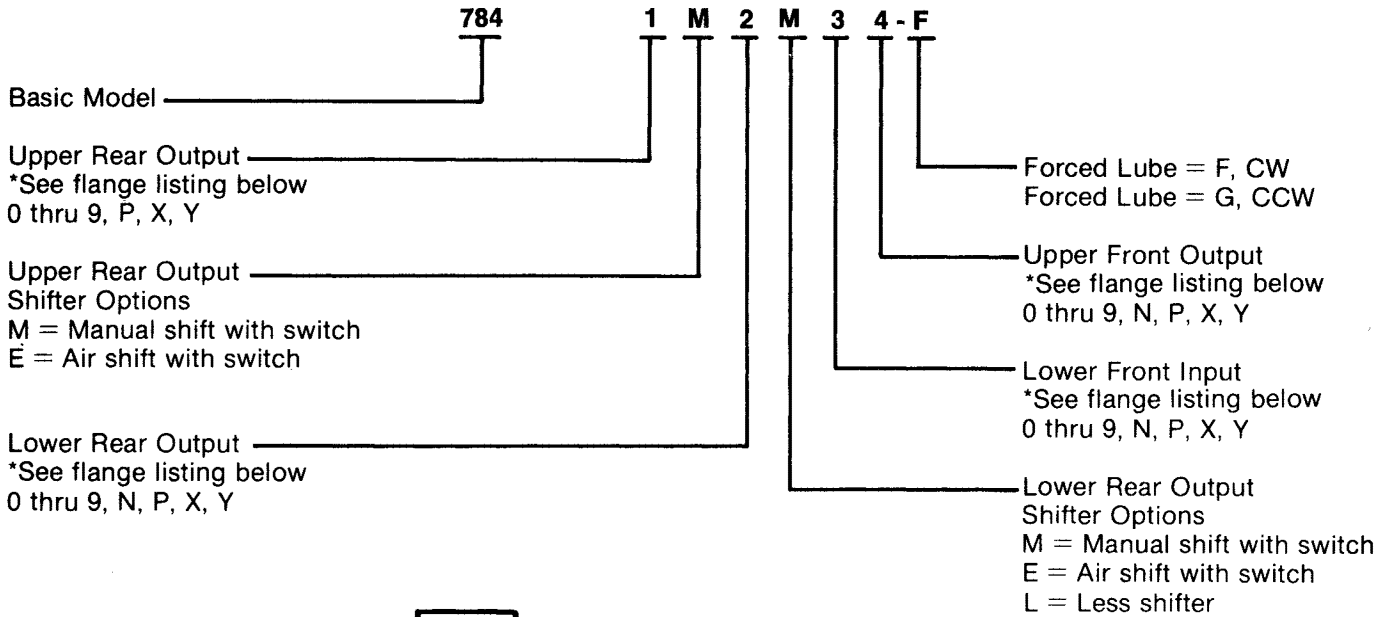 784 1 M 2 M 3 4 - F
Basic Model
Upper Rear Output
*See flange listing below
0 thru 9, P, X, Y
Upper Rear Output
Shifter Options
M = Manual shift with switch
E = Air shift with switch
Lower Rear Output
*See flange listing below
0 thru 9, N, P, X, Y
Forced Lube = F, CW
Forced Lube = G, CCW
Upper Front Output
*See flange listing below
0 thru 9, N, P, X, Y
Lower Front Input
*See flange listing below
0 thru 9, N, P, X, Y
Lower Rear Output
Shifter Options
M = Manual shift with switch
E = Air shift with switch
L = Less shifter